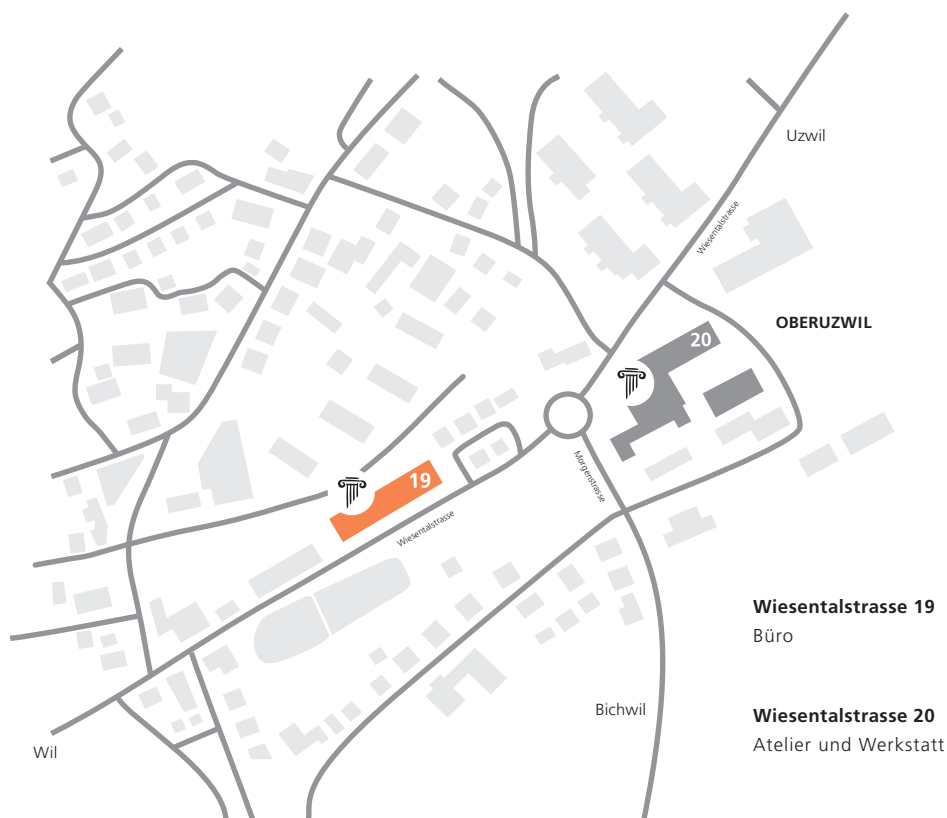 Uzwil
Wiesentalstrasse
OBERUZWIL
20
Morgenstrasse
19
Wiesentalstrasse
Wiesentalstrasse 19
Büro
Bichwil
Wiesentalstrasse 20
Atelier und Werkstatt
Wil